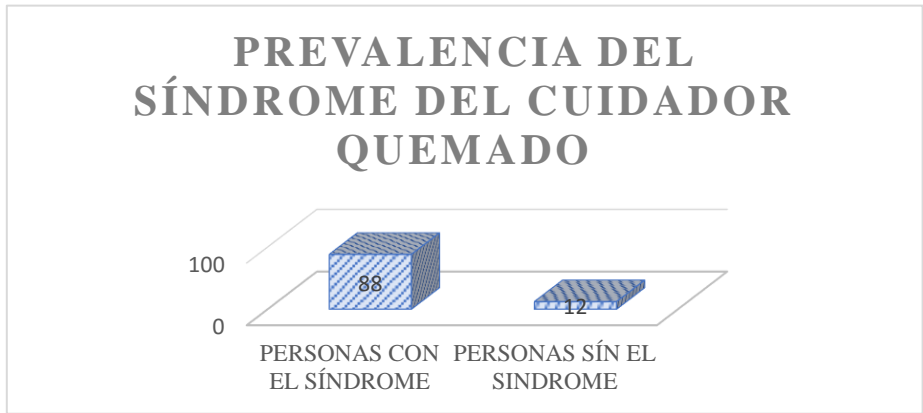 PREVALENCIA DEL
SÍNDROME DEL CUIDADOR
QUEMADO
100
0
88
12
PERSONAS CON
EL SÍNDROME
PERSONAS SÍN EL
SINDROME